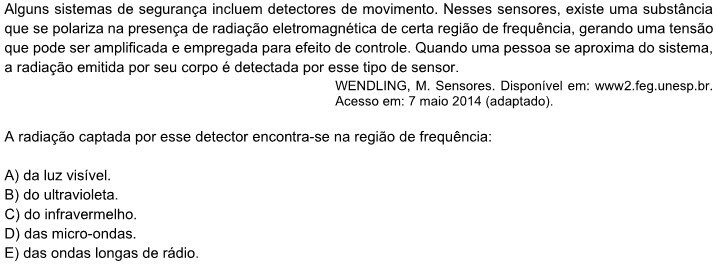 Alguns sistemas de segurança incluem detectores de movimento. Nesses sensores, existe uma substância
que se polariza na presença de radiação eletromagnética de certa região de frequência, gerando uma tensão
que pode ser amplificada e empregada para efeito de controle. Quando uma pessoa se aproxima do sistema,
a radiação emitida por seu corpo é detectada por esse tipo de sensor.
WENDLING, M. Sensores. Disponível em: www2.feg.unesp.br.
Acesso em: 7 maio 2014 (adaptado).
A radiação captada por esse detector encontra-se na região de frequência:
A) da luz visível.
B) do ultravioleta.
C) do infravermelho.
D) das micro-ondas.
E) das ondas longas de rádio.